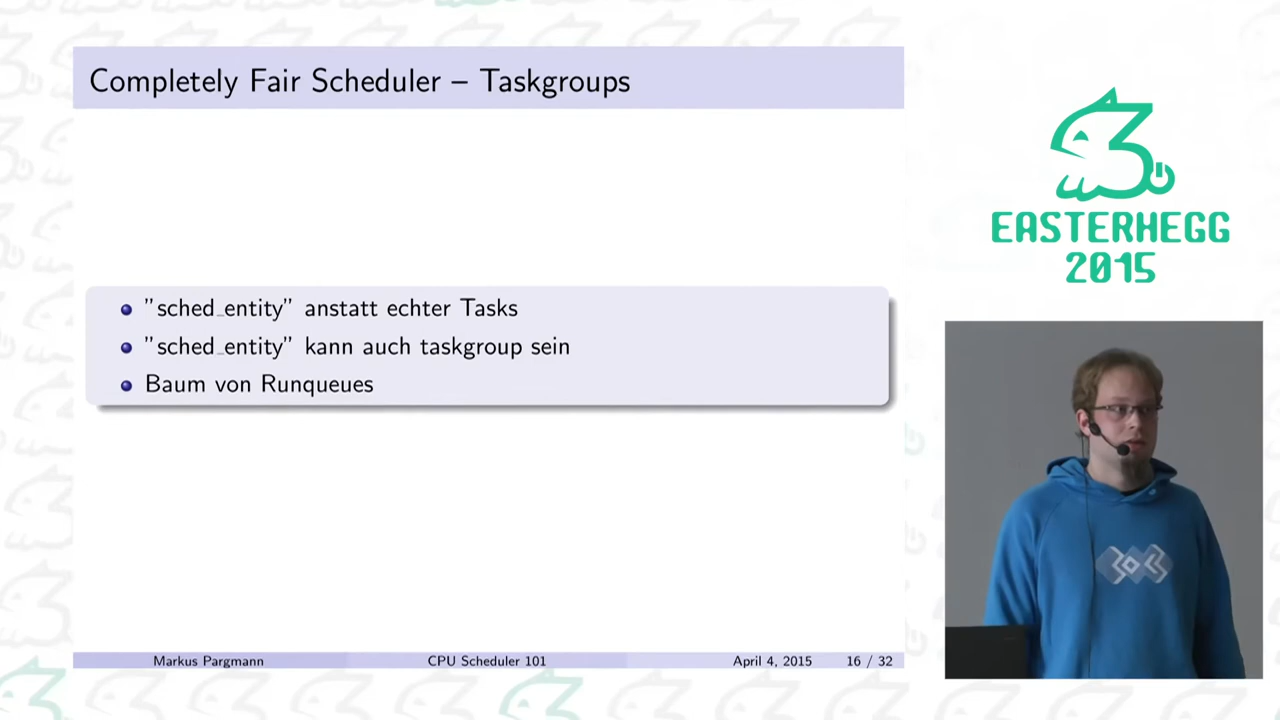 Completely Fair Scheduler – Taskgroups
"sched_entity" anstatt echter Tasks
"sched_entity" kann auch taskgroup sein
Baum von Runqueues
Markus Pargmann CPU Scheduler 101 April 4, 2015 16 / 32
EASTERHEGG
2015